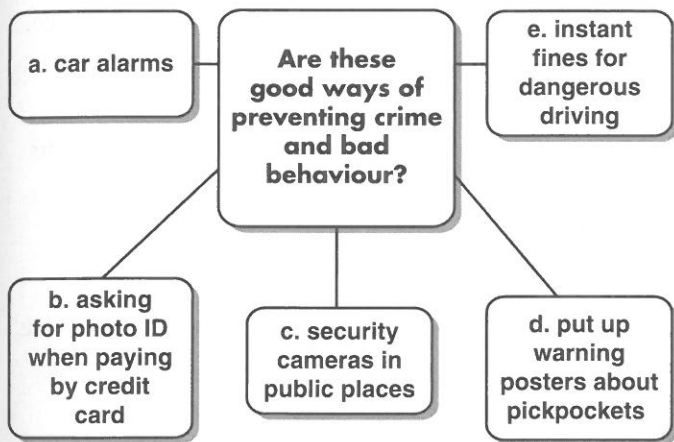 a. car alarms
Are these
good ways of
preventing crime
and bad
behaviour?
e. instant
fines for
dangerous
driving
b. asking
for photo ID
when paying
by credit
card
c. security
cameras in
public places
d. put up
warning
posters about
pickpockets